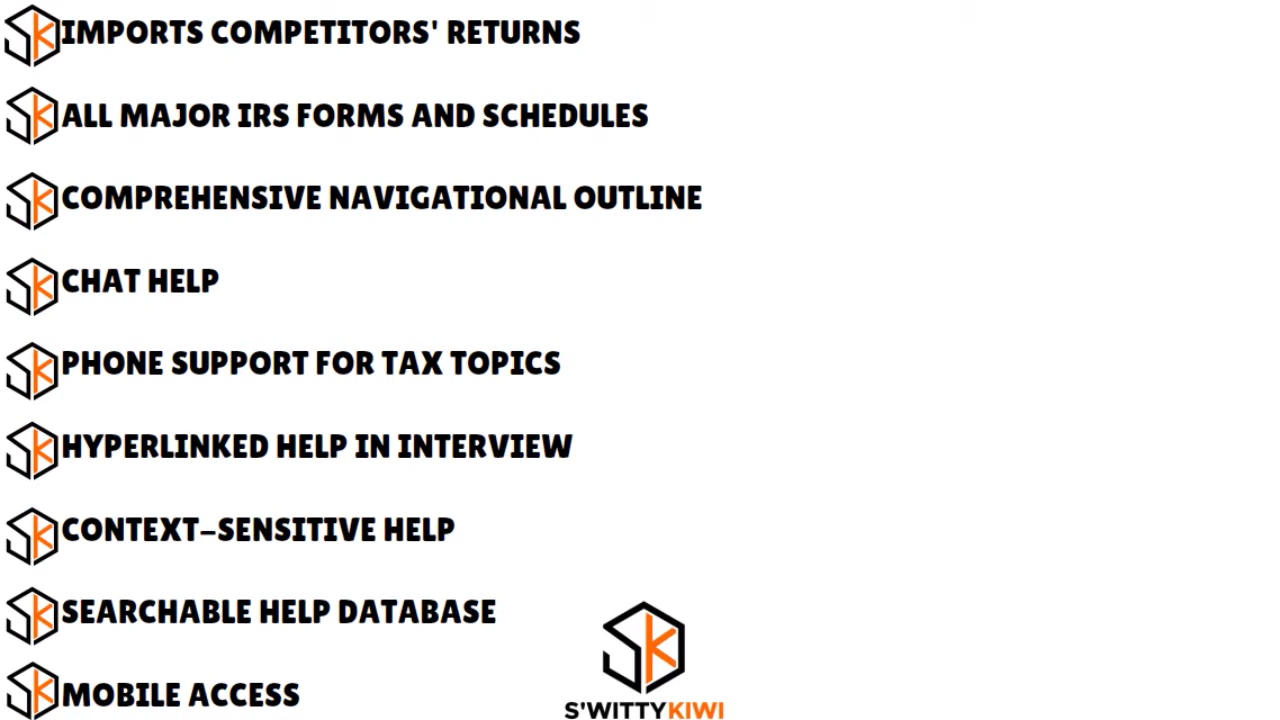 IMPORTS COMPETITORS' RETURNS
ALL MAJOR IRS FORMS AND SCHEDULES
COMPREHENSIVE NAVIGATIONAL OUTLINE
CHAT HELP
PHONE SUPPORT FOR TAX TOPICS
HYPERLINKED HELP IN INTERVIEW
CONTEXT-SENSITIVE HELP
SEARCHABLE HELP DATABASE
MOBILE ACCESS
S'WITTYKIWI